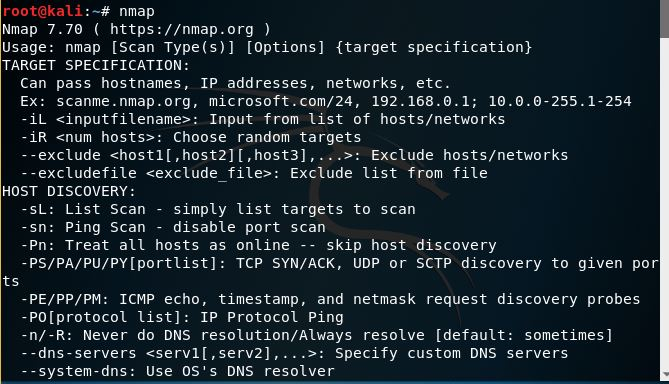 root@kali:~# nmap
Nmap 7.70 ( https://nmap.org )
Usage: nmap [Scan Type(s)] [Options] {target specification}
TARGET SPECIFICATION:
  Can pass hostnames, IP addresses, networks, etc.
  Ex: scanme.nmap.org, microsoft.com/24, 192.168.0.1; 10.0.0-255.1-254
  -iL <inputfilename>: Input from list of hosts/networks
  -iR <num hosts>: Choose random targets
  --exclude <host1[,host2][,host3],...>: Exclude hosts/networks
  --excludefile <exclude_file>: Exclude list from file
HOST DISCOVERY:
  -sL: List Scan - simply list targets to scan
  -sn: Ping Scan - disable port scan
  -Pn: Treat all hosts as online -- skip host discovery
  -PS/PA/PU/PY[portlist]: TCP SYN/ACK, UDP or SCTP discovery to given por
ts
  -PE/PP/PM: ICMP echo, timestamp, and netmask request discovery probes
  -PO[protocol list]: IP Protocol Ping
  -n/-R: Never do DNS resolution/Always resolve [default: sometimes]
  --dns-servers <serv1[,serv2],...>: Specify custom DNS servers
  --system-dns: Use OS's DNS resolver